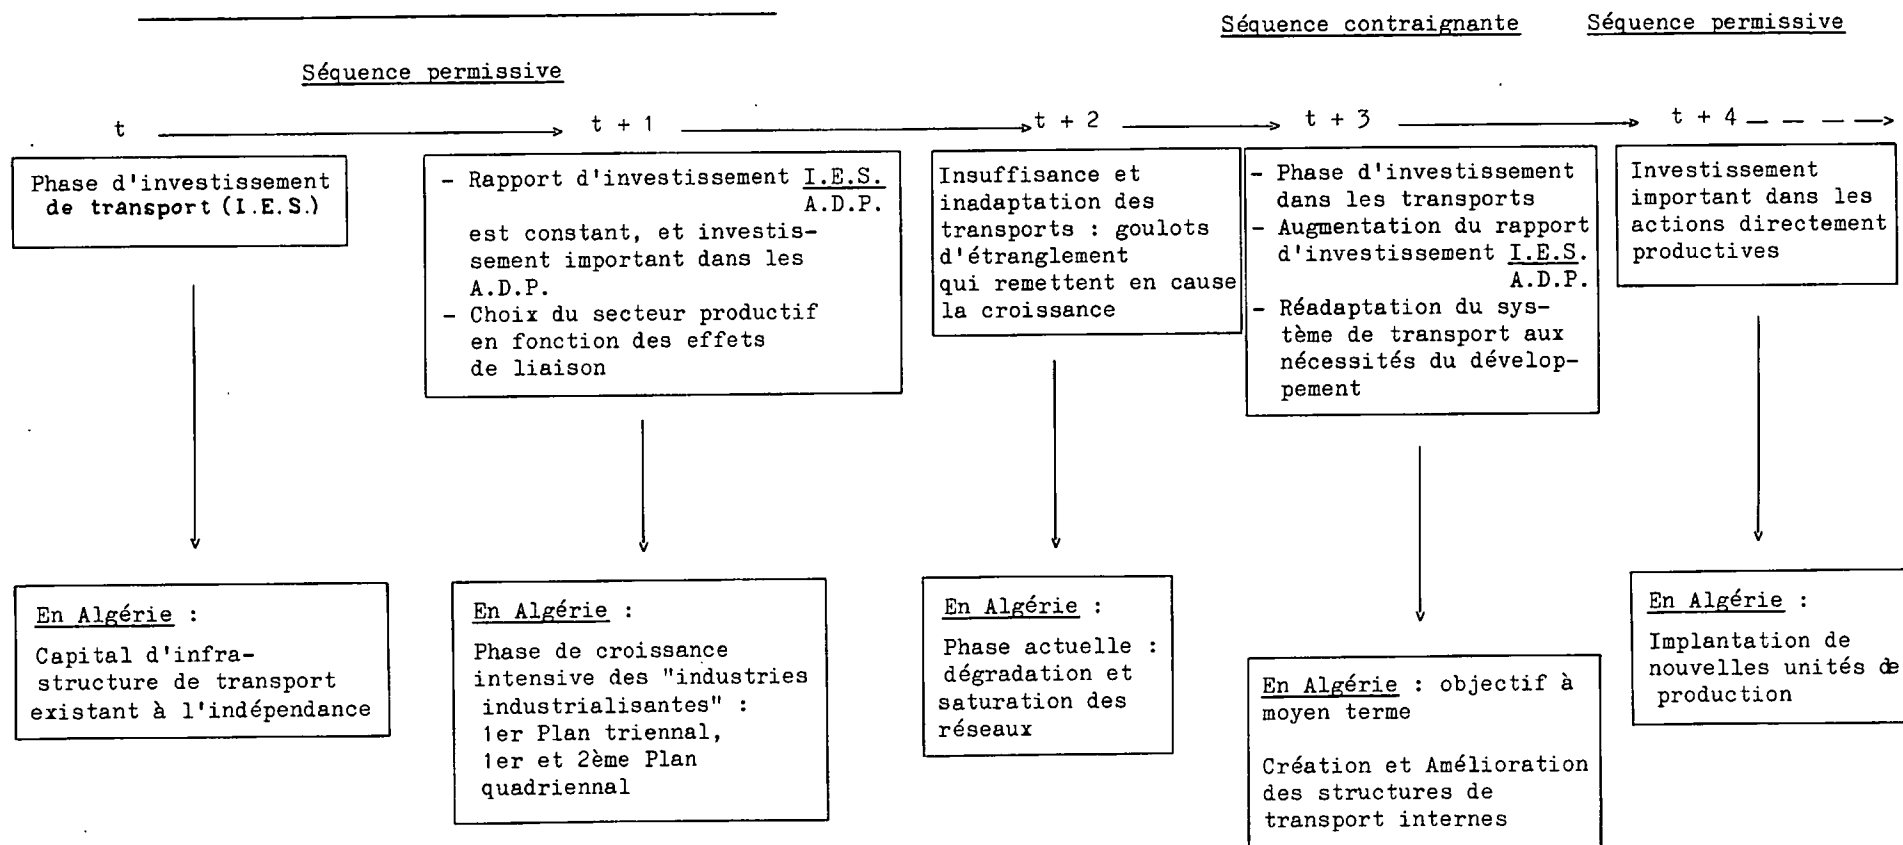 Séquence contraignante
Séquence permissive
Séquence permissive
t
t + 1
t + 2
t + 3
t + 4
Phase d'investissement
de transport (I.E.S.)
- Rapport d'investissement I.E.S.
A.D.P.
est constant, et investis-
sement important dans les
A.D.P.
- Choix du secteur productif
en fonction des effets
de liaison
Insuffisance et
inadaptation des
transports : goulots
d'étranglement
qui remettent en cause
la croissance
- Phase d'investissement
dans les transports
- Augmentation du rapport
d'investissement I.E.S.
A.D.P.
- Réadaptation du sys-
tème de transport aux
nécessités du dévelop-
pement
Investissement
important dans les
actions directement
productives
En Algérie :
Capital d'infra-
structure de transport
existant à l'indépendance
En Algérie :
Phase de croissance
intensive des "industries
industrialisantes" :
1er Plan triennal,
1er et 2ème Plan
quadriennal
En Algérie :
Phase actuelle :
dégradation et
saturation des
réseaux
En Algérie : objectif à
moyen terme
Création et Amélioration
des structures de
transport internes
En Algérie :
Implantation de
nouvelles unités de
production